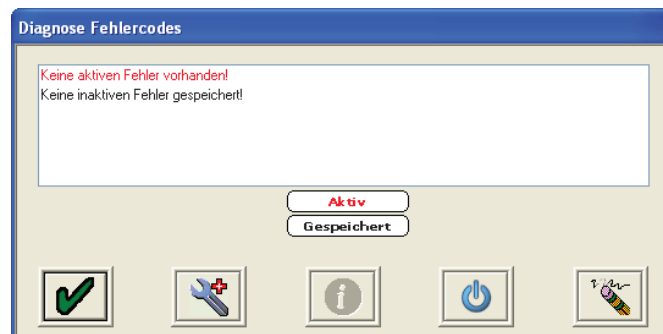 Diagnose Fehlercodes
Keine aktiven Fehler vorhanden!
Keine inaktiven Fehler gespeichert!
Aktiv
Gespeichert